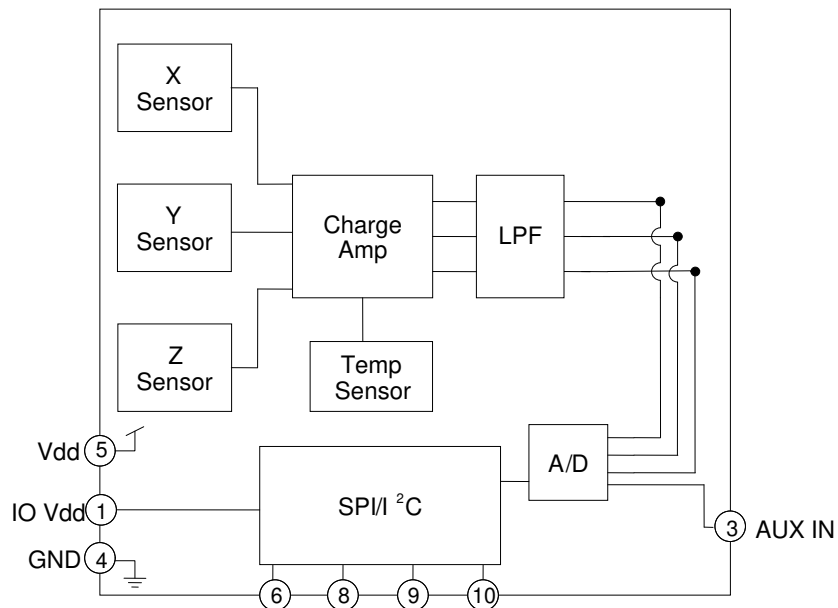 X
Sensor
Y
Sensor
Charge
Amp
LPF
Z
Sensor
Temp
Sensor
Vdd 5
A/D
IO Vdd 1
SPI/I ²C
3 AUX IN
GND 4
6 8 9 10